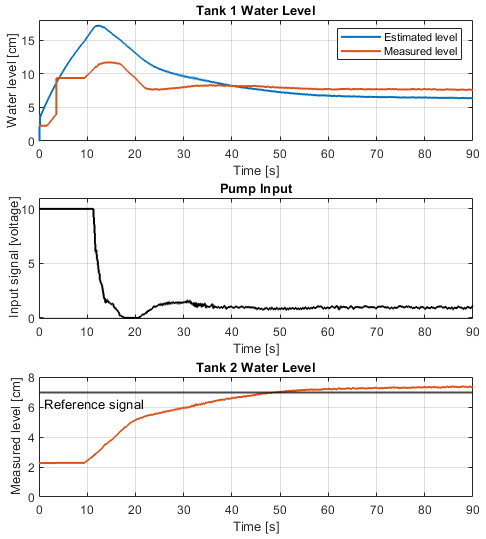 Tank 1 Water Level
Water level [cm]
15
10
5
0
Estimated level
Measured level
0 10 20 30 40 50 60 70 80 90
Time [s]
Pump Input
Input signal [voltage]
10
5
0
0 10 20 30 40 50 60 70 80 90
Time [s]
Tank 2 Water Level
Measured level [cm]
8
6
4
2
0
Reference signal
0 10 20 30 40 50 60 70 80 90
Time [s]